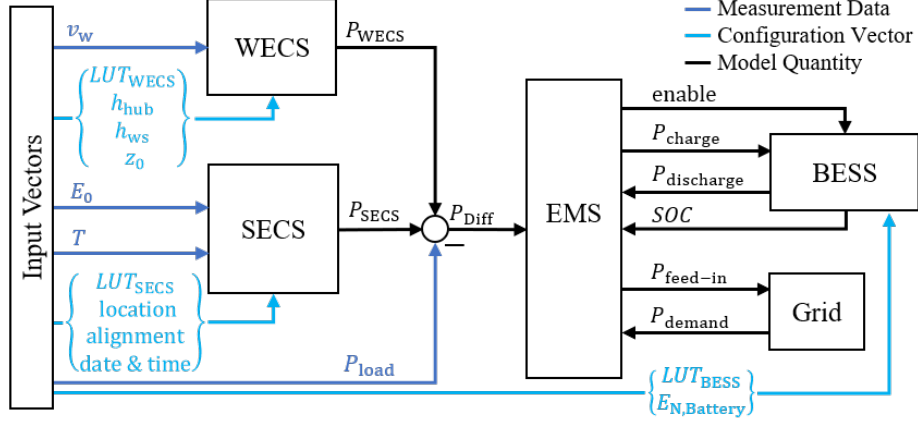 Measurement Data
Configuration Vector
Model Quantity
Input Vectors
v_w
WECS
P_WECS
LUT_WECS
h_hub
h_ws
z_0
E_0
T
SECS
P_SECS
LUT_SECS
location
alignment
date & time
P_load
P_Diff
−
EMS
enable
P_charge
P_discharge
SOC
BESS
P_feed−in
P_demand
Grid
LUT_BESS
E_N,Battery